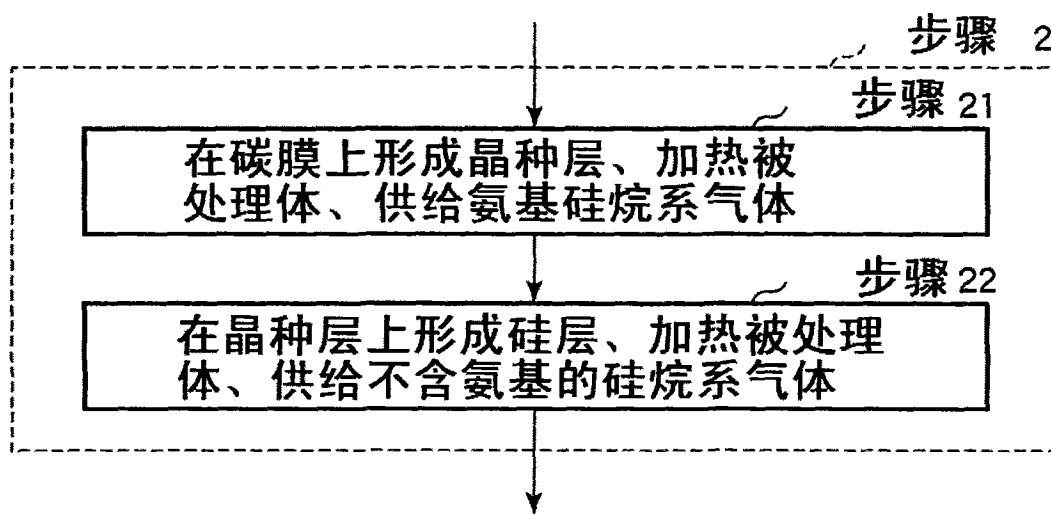 步骤 2
步骤 21
在碳膜上形成晶种层、加热被
处理体、供给氨基硅烷系气体
步骤 22
在晶种层上形成硅层、加热被处理
体、供给不含氨基的硅烷系气体